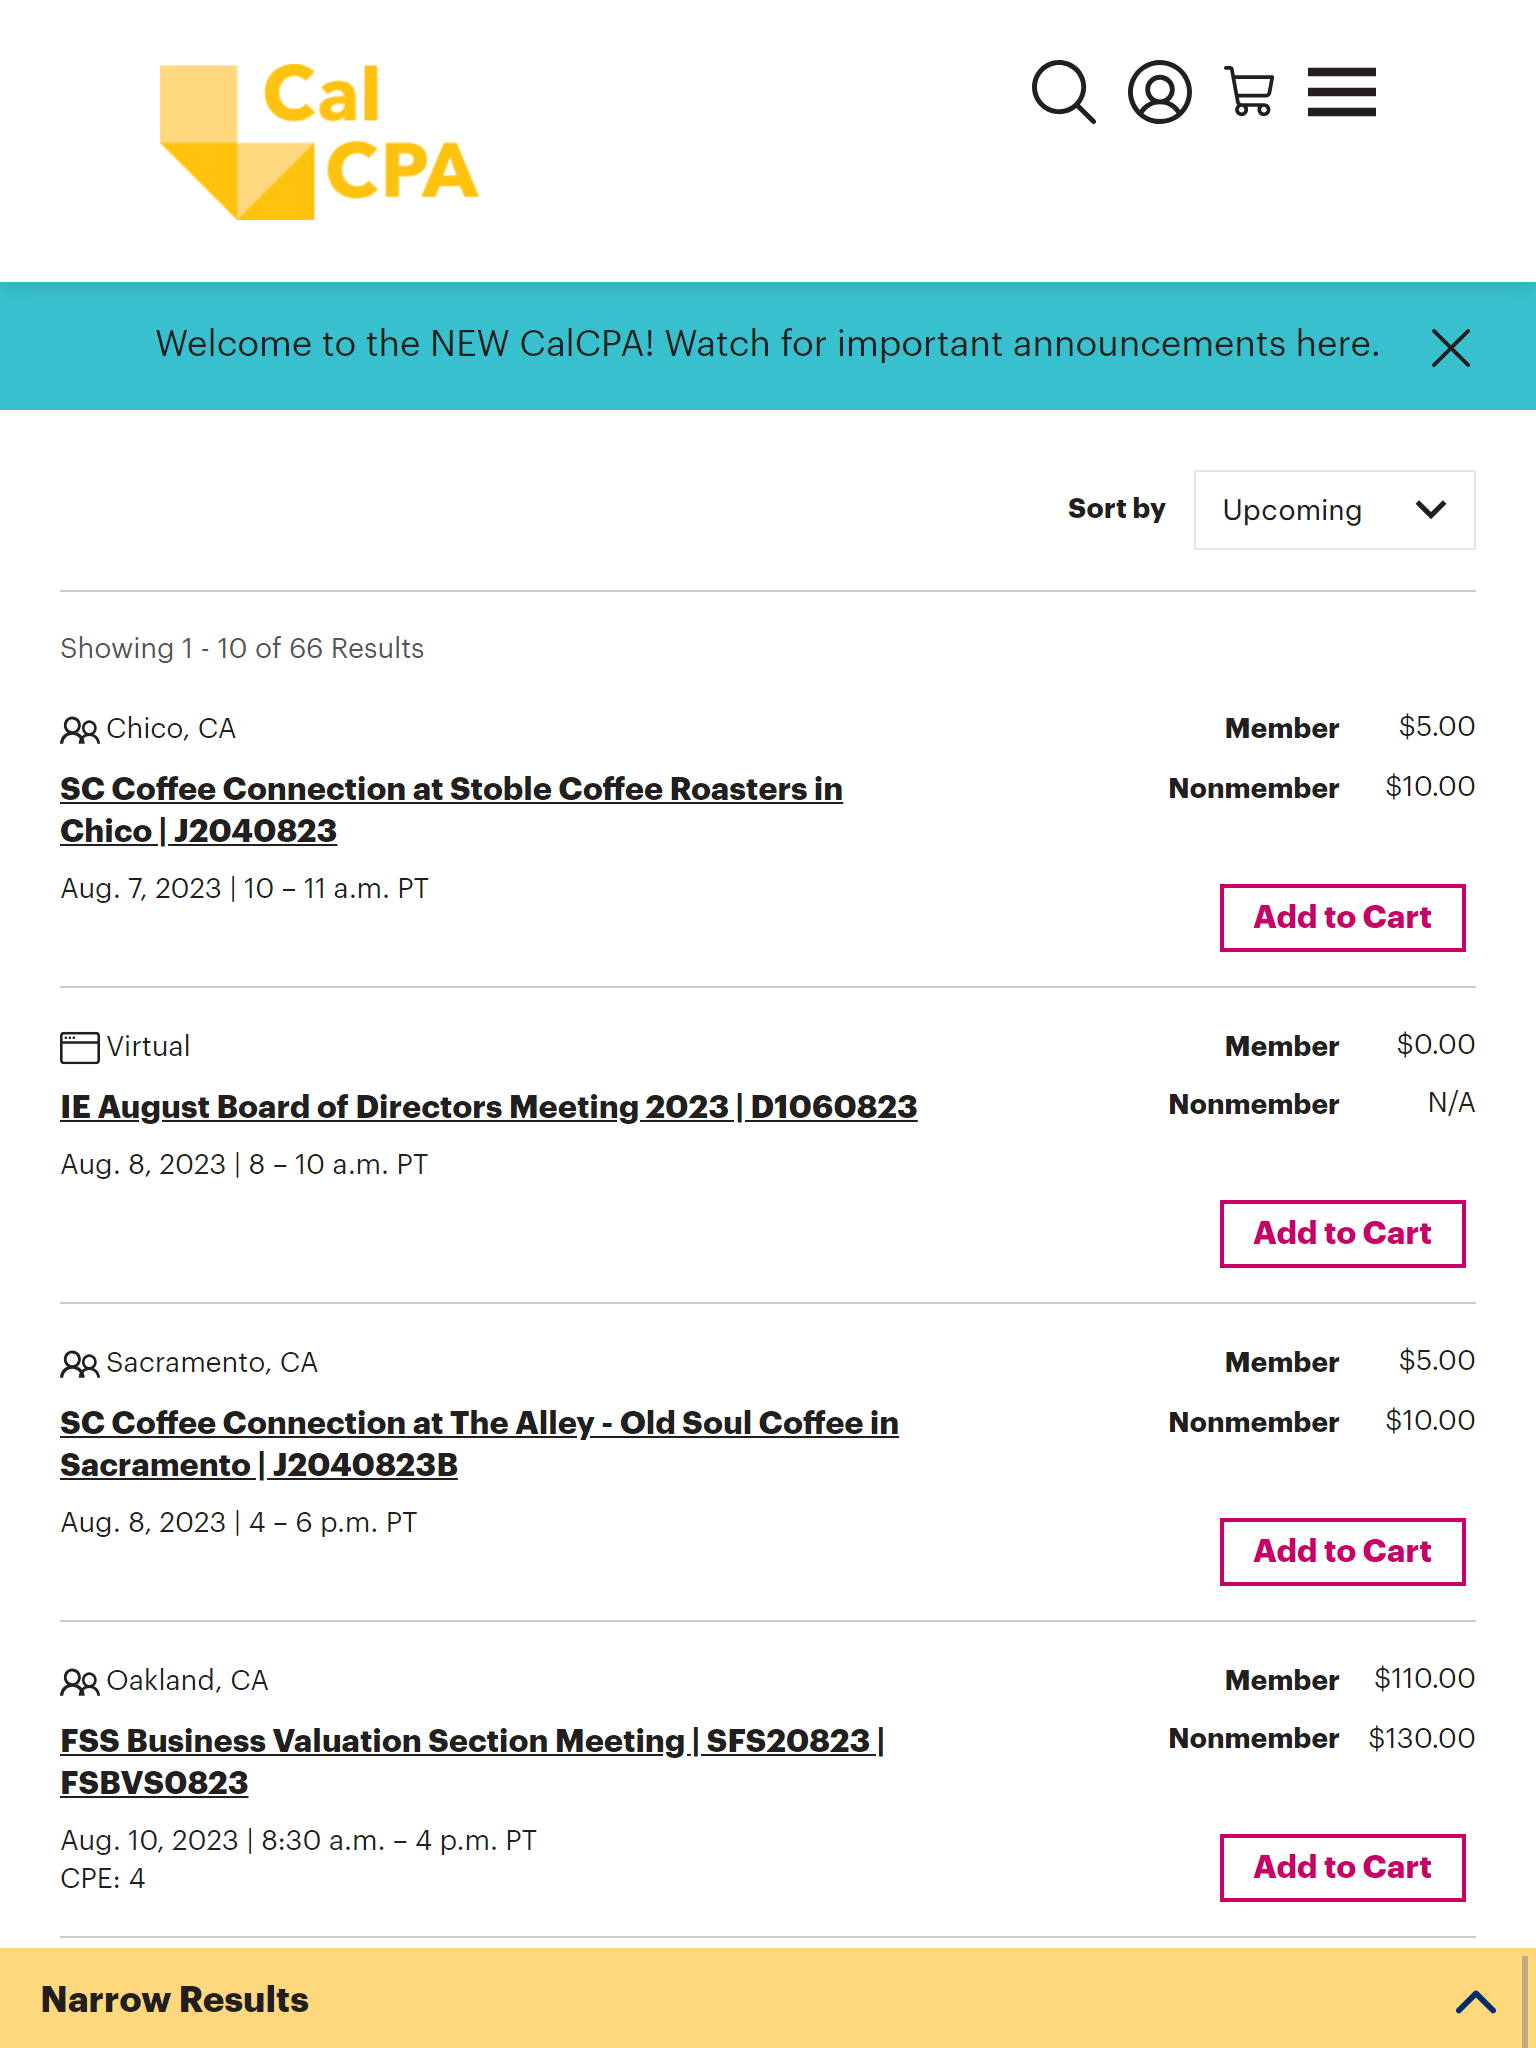 Cal
CPA
Welcome to the NEW CalCPA! Watch for important announcements here.
Sort by Upcoming
Showing 1 - 10 of 66 Results
Chico, CA
Member $5.00
SC Coffee Connection at Stoble Coffee Roasters in
Chico | J2040823
Nonmember $10.00
Aug. 7, 2023 | 10 – 11 a.m. PT
Add to Cart
Virtual
Member $0.00
IE August Board of Directors Meeting 2023 | D1060823
Nonmember N/A
Aug. 8, 2023 | 8 – 10 a.m. PT
Add to Cart
Sacramento, CA
Member $5.00
SC Coffee Connection at The Alley - Old Soul Coffee in
Sacramento | J2040823B
Nonmember $10.00
Aug. 8, 2023 | 4 – 6 p.m. PT
Add to Cart
Oakland, CA
Member $110.00
FSS Business Valuation Section Meeting | SFS20823 |
FSBVS0823
Nonmember $130.00
Aug. 10, 2023 | 8:30 a.m. – 4 p.m. PT
CPE: 4
Add to Cart
Narrow Results